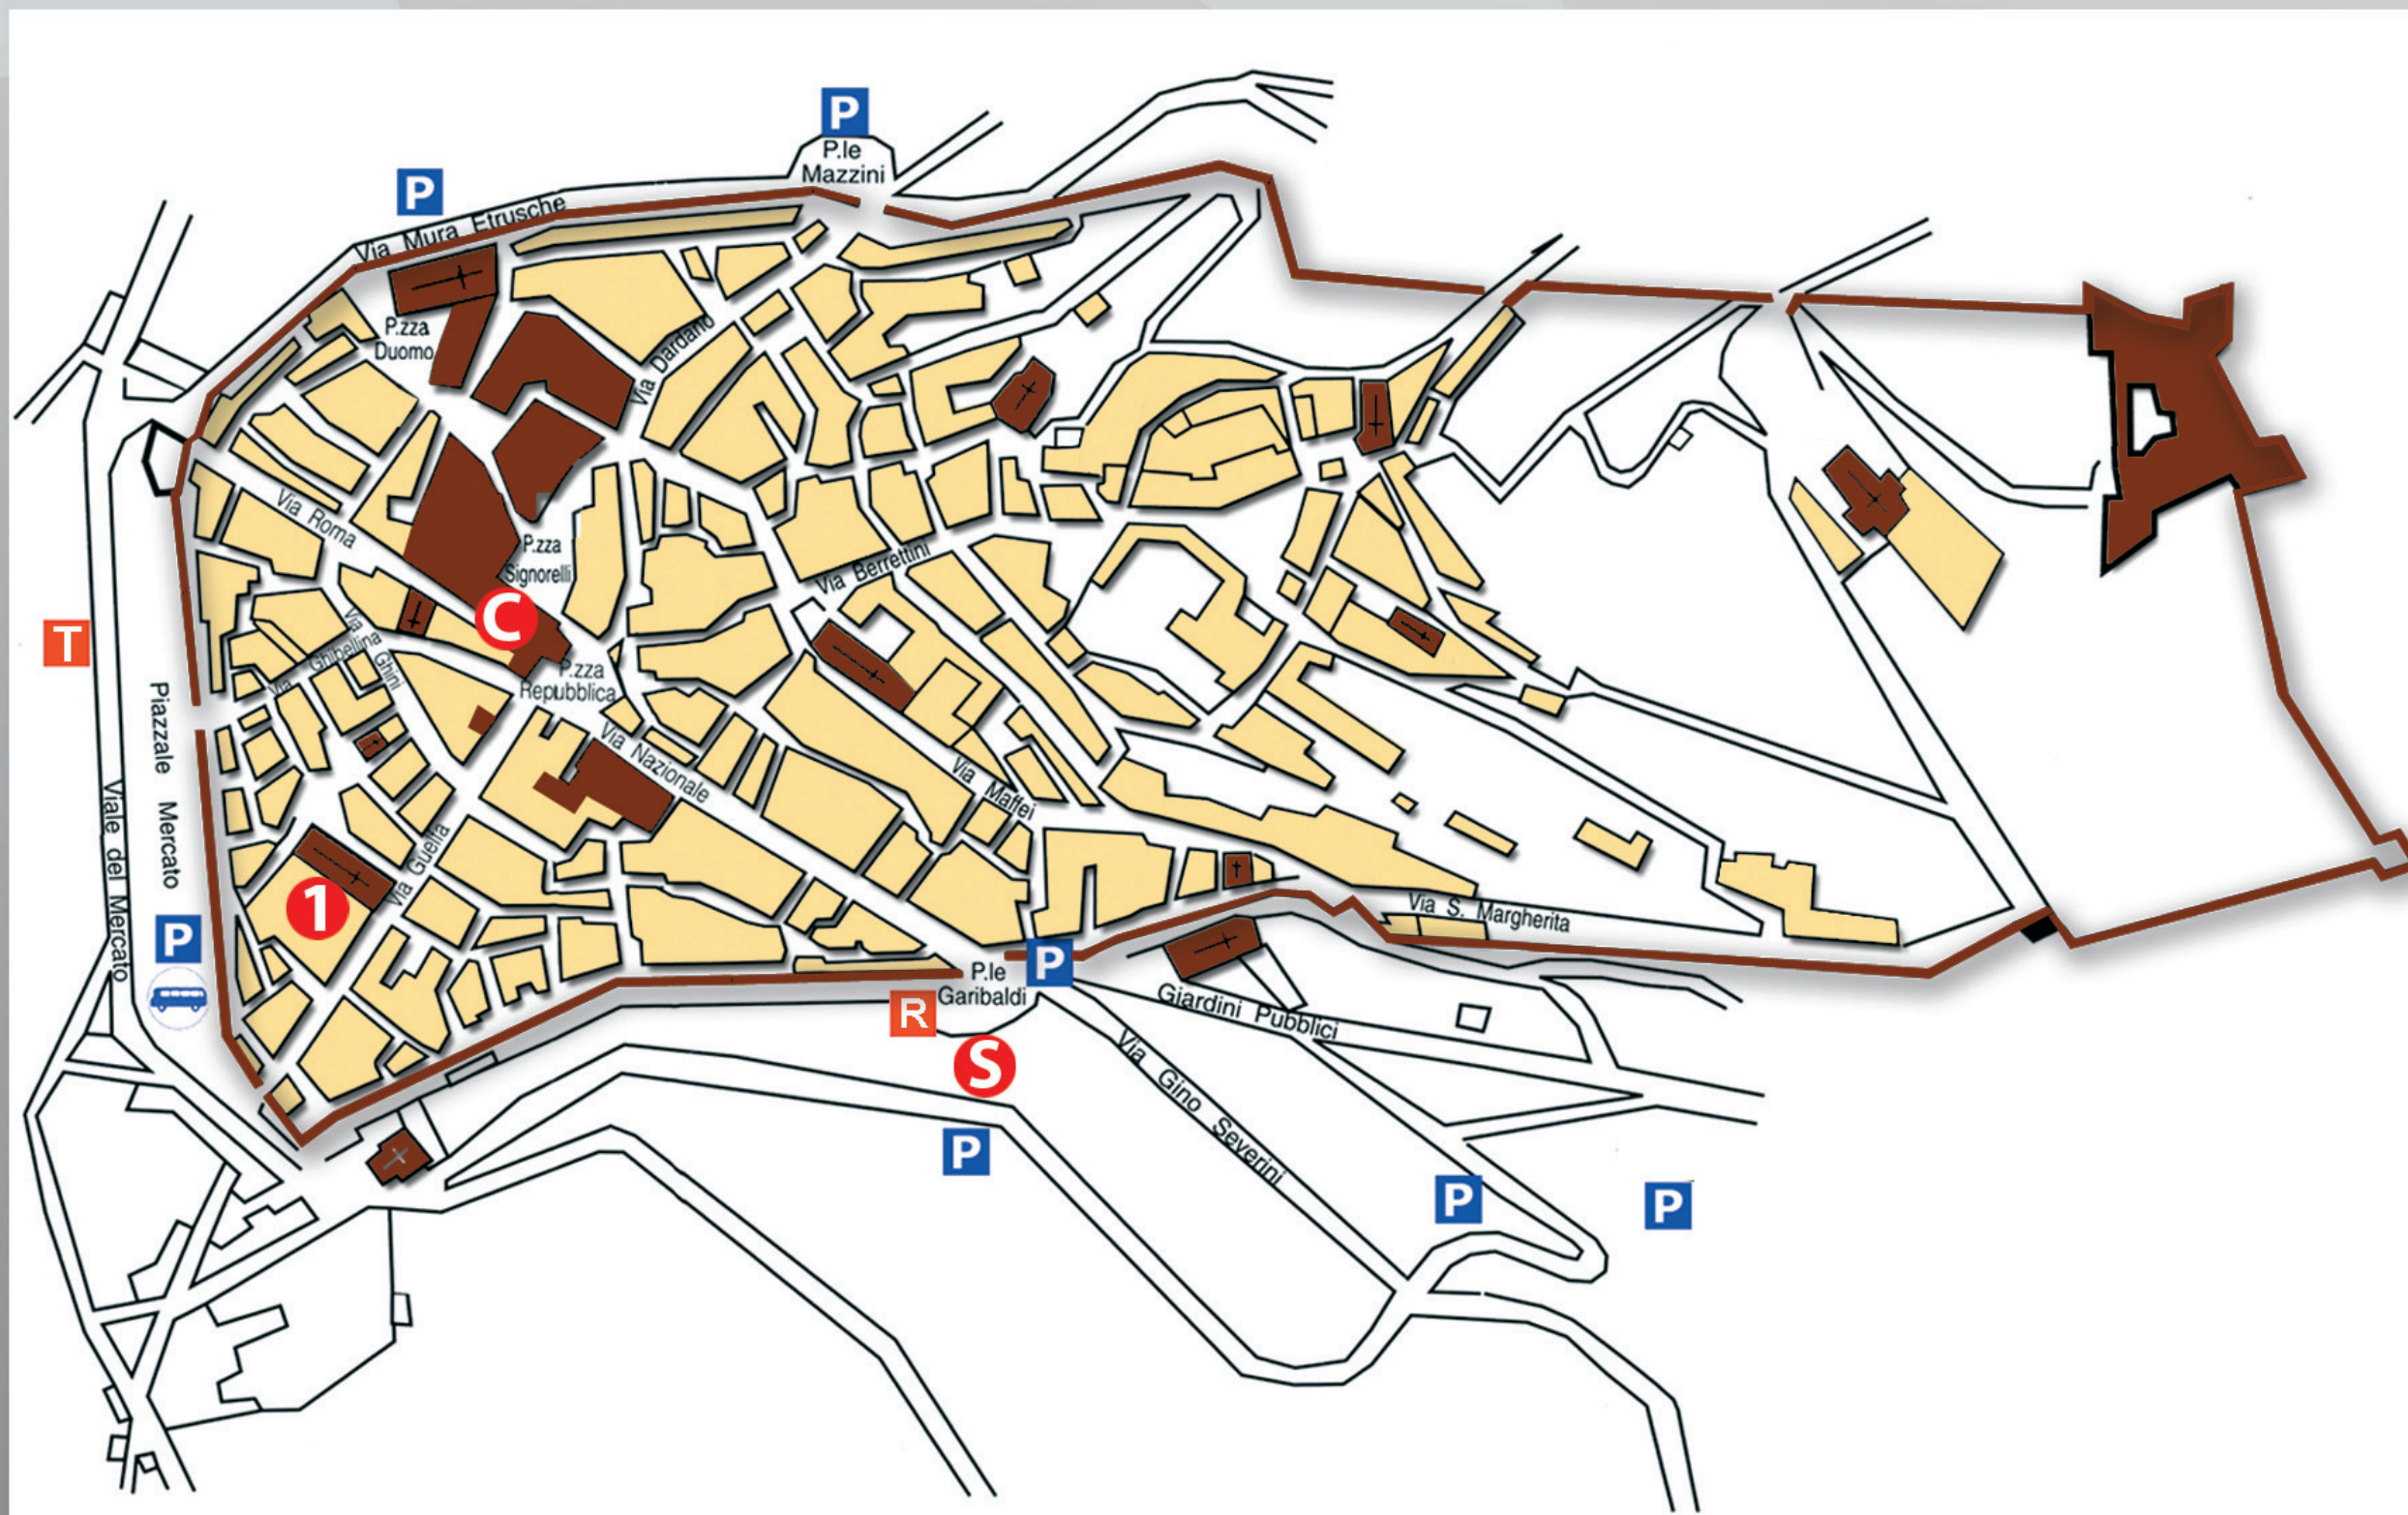 P
P.le
Mazzini
P
Via Mura Etrusche
P.zza
Duomo
Via Dardano
Via Roma
P.zza
Signorelli
Via Berrettini
C
T
Via Ghibellina
Via Ghini
P.zza
Repubblica
Piazzale Mercato
Via Nazionale
Via Maffei
Viale del Mercato
Via Guelfa
1
Via S. Margherita
P
P
P.le
Garibaldi
R
Giardini Pubblici
S
Via Gino Severini
P
P
P